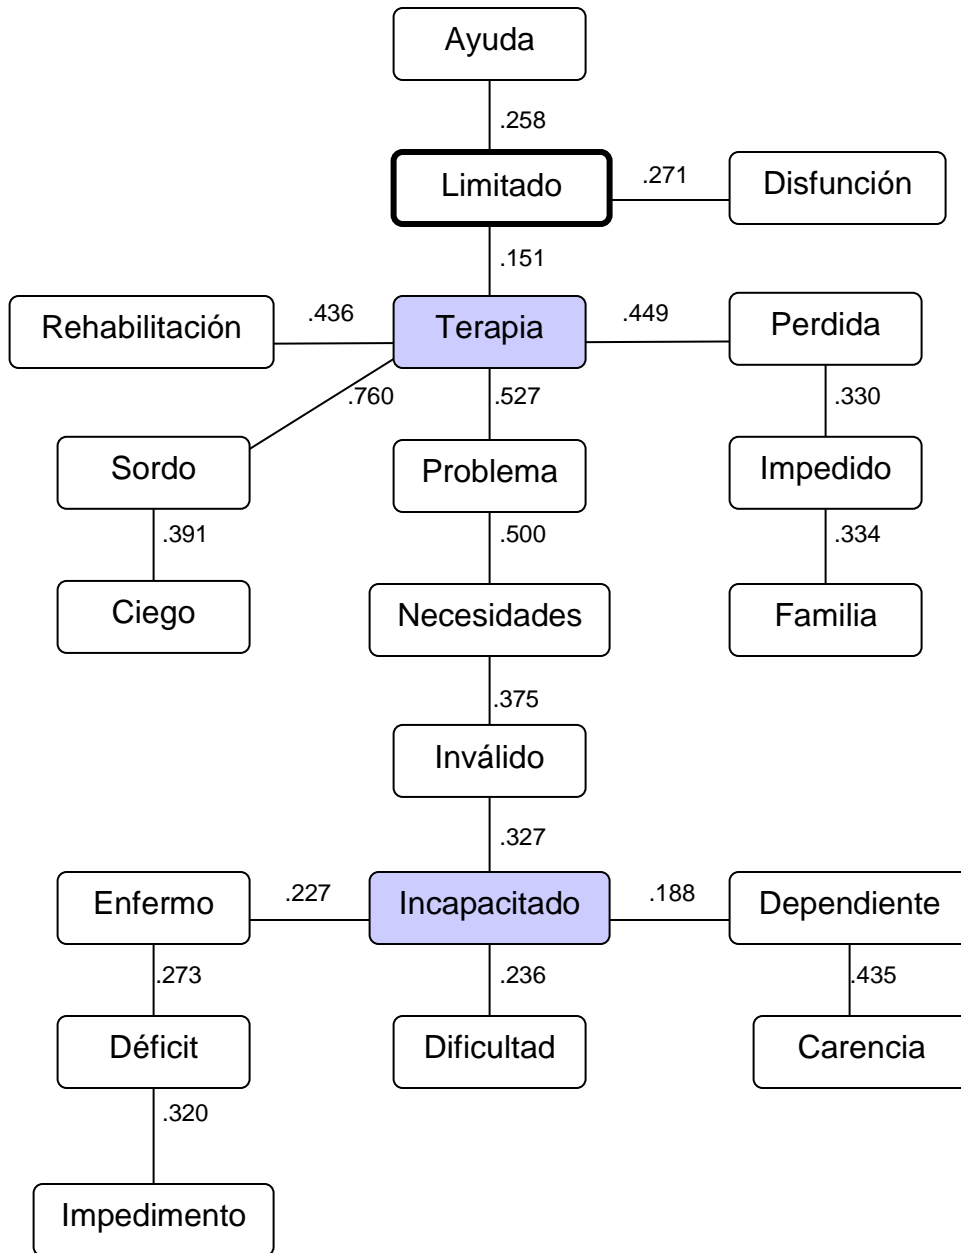 Ayuda
.258
Limitado
.271
Disfunción
.151
Rehabilitación
.436
Terapia
.449
Perdida
.760
.527
.330
Sordo
Problema
Impedido
.391
.500
.334
Ciego
Necesidades
Familia
.375
Inválido
.327
Enfermo
.227
Incapacitado
.188
Dependiente
.273
.236
.435
Déficit
Dificultad
Carencia
.320
Impedimento